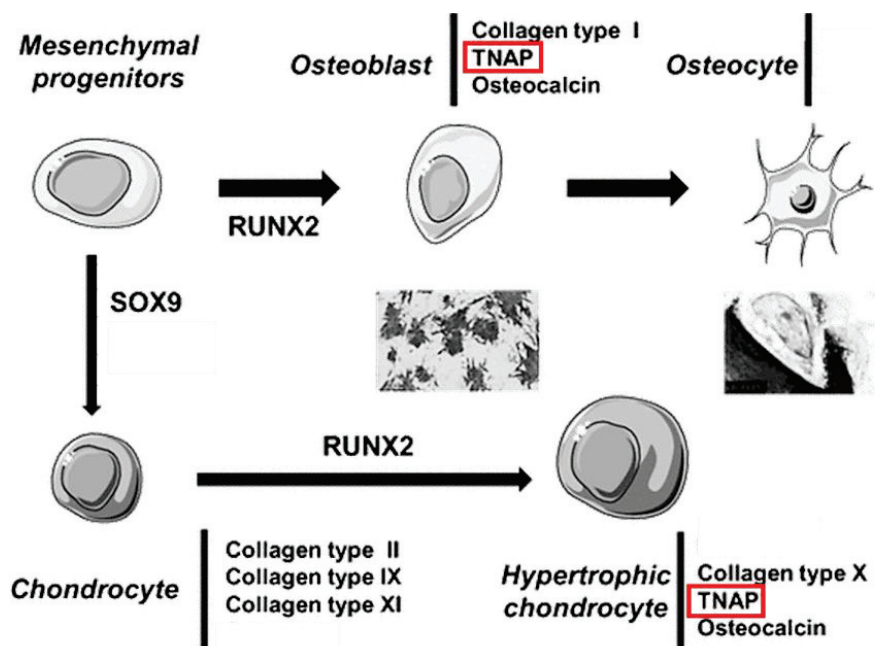 Mesenchymal
progenitors
Osteoblast
Collagen type I
TNAP
Osteocalcin
Osteocyte
RUNX2
SOX9
RUNX2
Chondrocyte
Collagen type II
Collagen type IX
Collagen type XI
Hypertrophic
chondrocyte
Collagen type X
TNAP
Osteocalcin